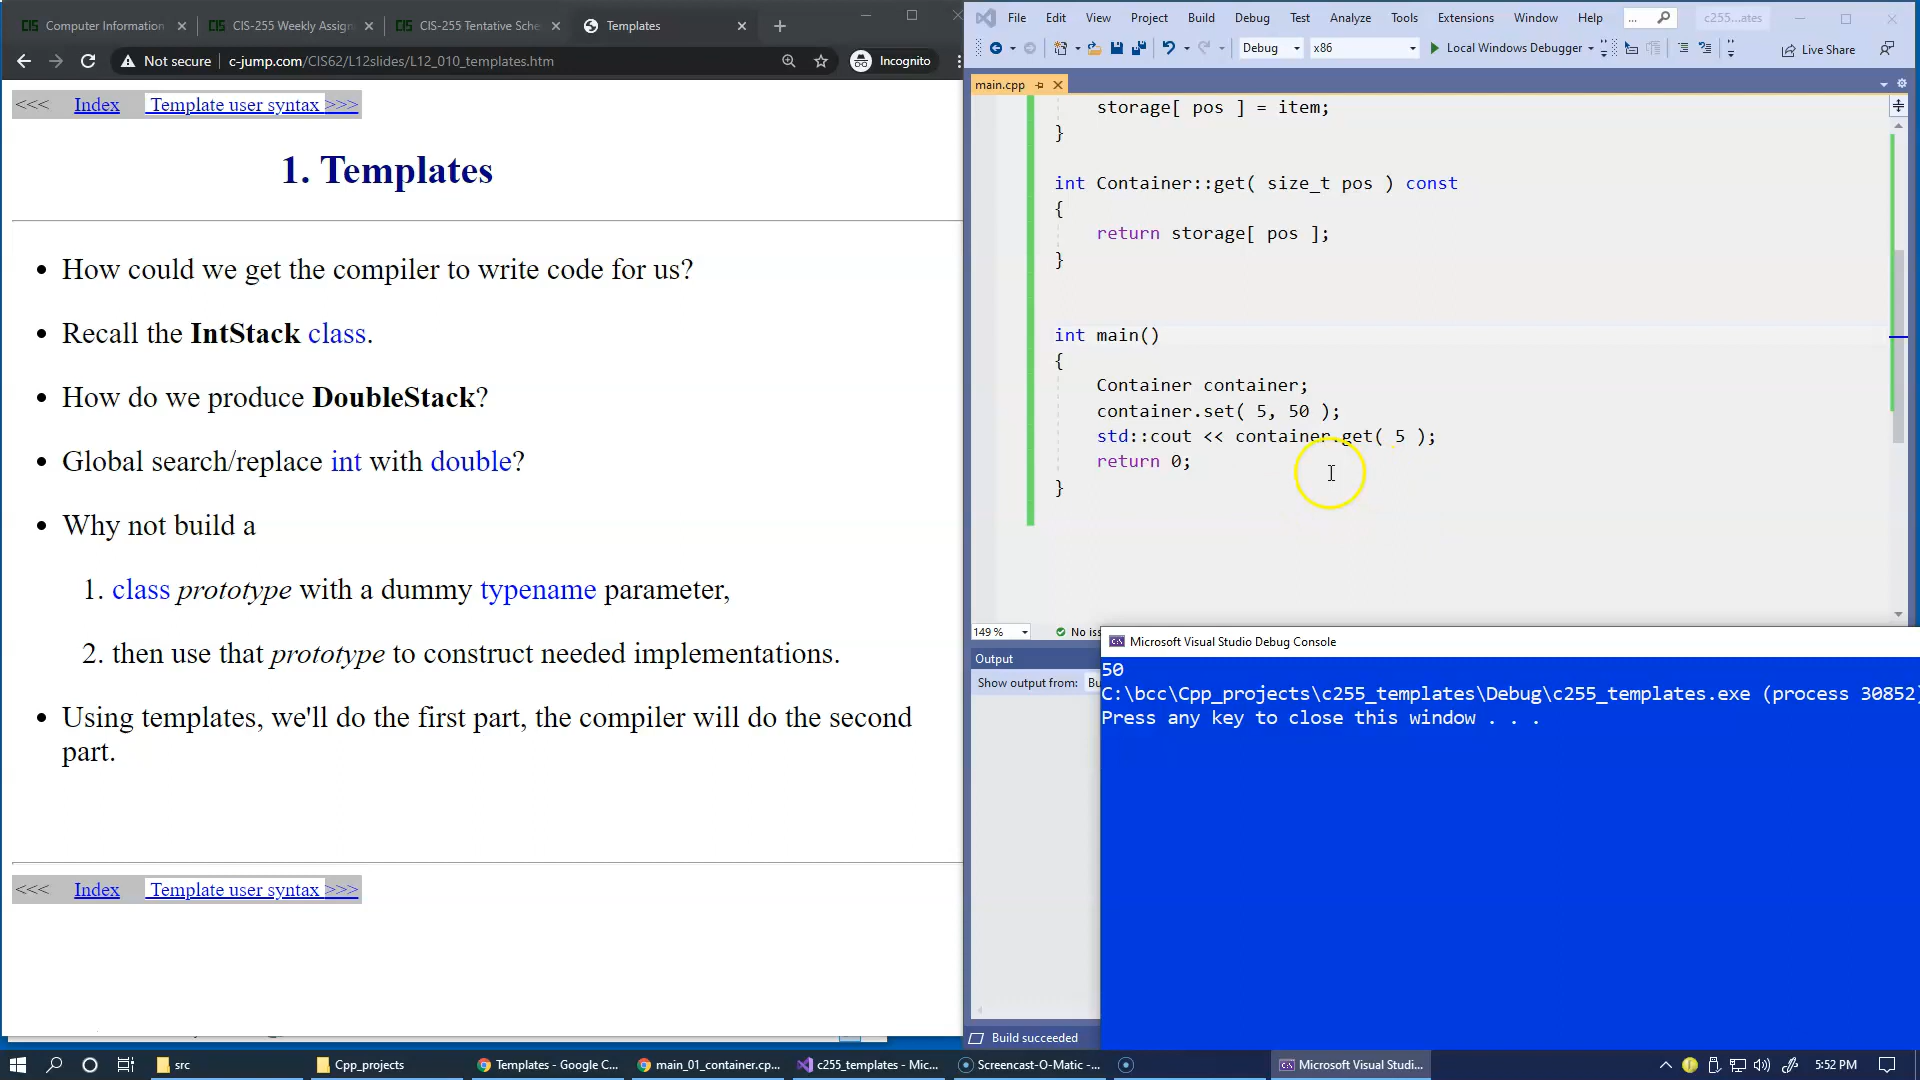 Computer Information
CIS-255 Weekly Assign
CIS-255 Tentative Sche
Templates
Not secure
c-jump.com/CIS62/L12slides/L12_010_templates.htm
Incognito
<<< Index Template user syntax >>>
1. Templates
• How could we get the compiler to write code for us?
• Recall the IntStack class.
• How do we produce DoubleStack?
• Global search/replace int with double?
• Why not build a
1. class prototype with a dummy typename parameter,
2. then use that prototype to construct needed implementations.
• Using templates, we'll do the first part, the compiler will do the second
part.
<<< Index Template user syntax >>>
File Edit View Project Build Debug Test Analyze Tools Extensions Window Help ... c255...ates
Debug x86 Local Windows Debugger Live Share
main.cpp
storage[ pos ] = item;
}
int Container::get( size_t pos ) const
{
return storage[ pos ];
}
int main()
{
Container container;
container.set( 5, 50 );
std::cout << container.get( 5 );
return 0;
}
149 % No iss
Output
Show output from: Bu
Build succeeded
Microsoft Visual Studio Debug Console
50
C:\bcc\Cpp_projects\c255_templates\Debug\c255_templates.exe (process 30852)
Press any key to close this window . . .
src
Cpp_projects
Templates - Google C...
main_01_container.cp...
c255_templates - Mic...
Screencast-O-Matic -...
Microsoft Visual Studi...
5:52 PM